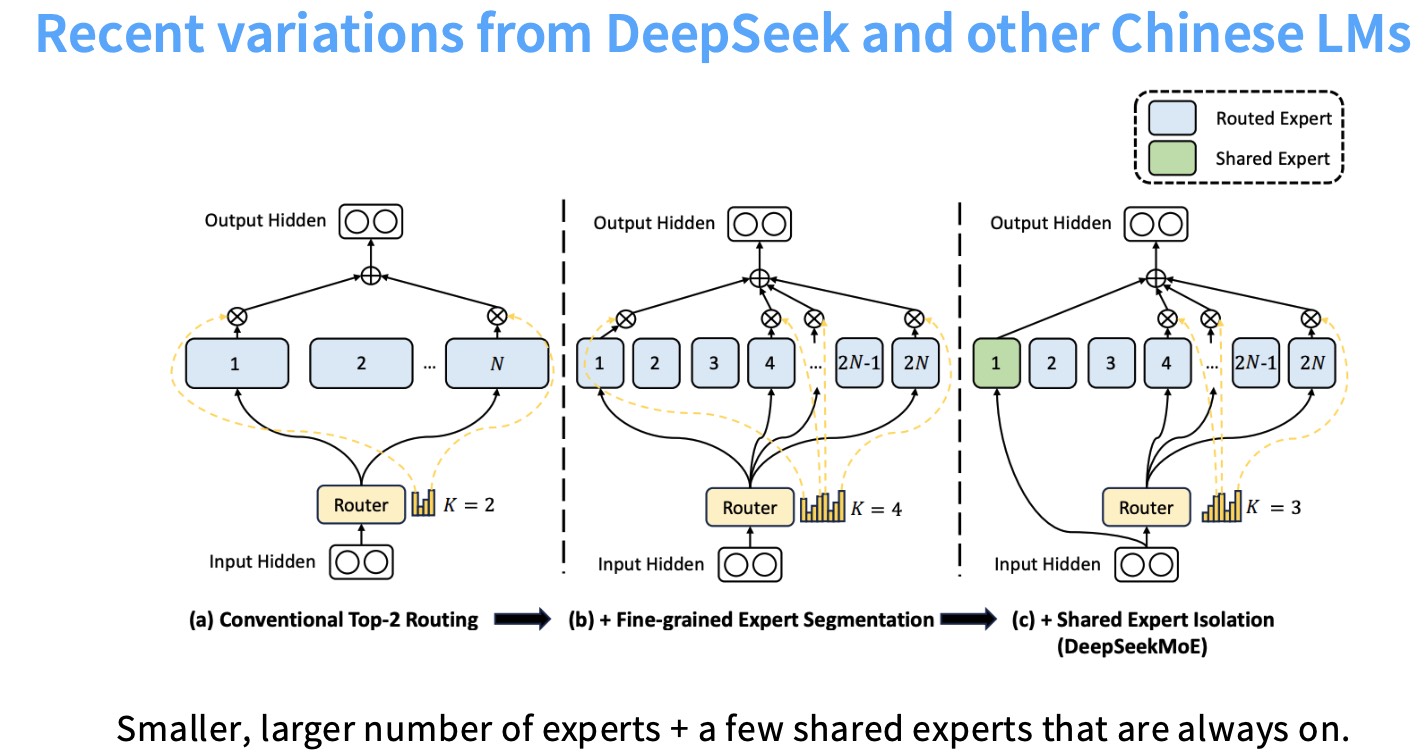 Recent variations from DeepSeek and other Chinese LMs
Routed Expert
Shared Expert
Output Hidden
1
2
...
N
Router
K = 2
Input Hidden
(a) Conventional Top-2 Routing
Output Hidden
1
2
3
4
...
2N-1
2N
Router
K = 4
Input Hidden
(b) + Fine-grained Expert Segmentation
Output Hidden
1
2
3
4
...
2N-1
2N
Router
K = 3
Input Hidden
(c) + Shared Expert Isolation
(DeepSeekMoE)
Smaller, larger number of experts + a few shared experts that are always on.